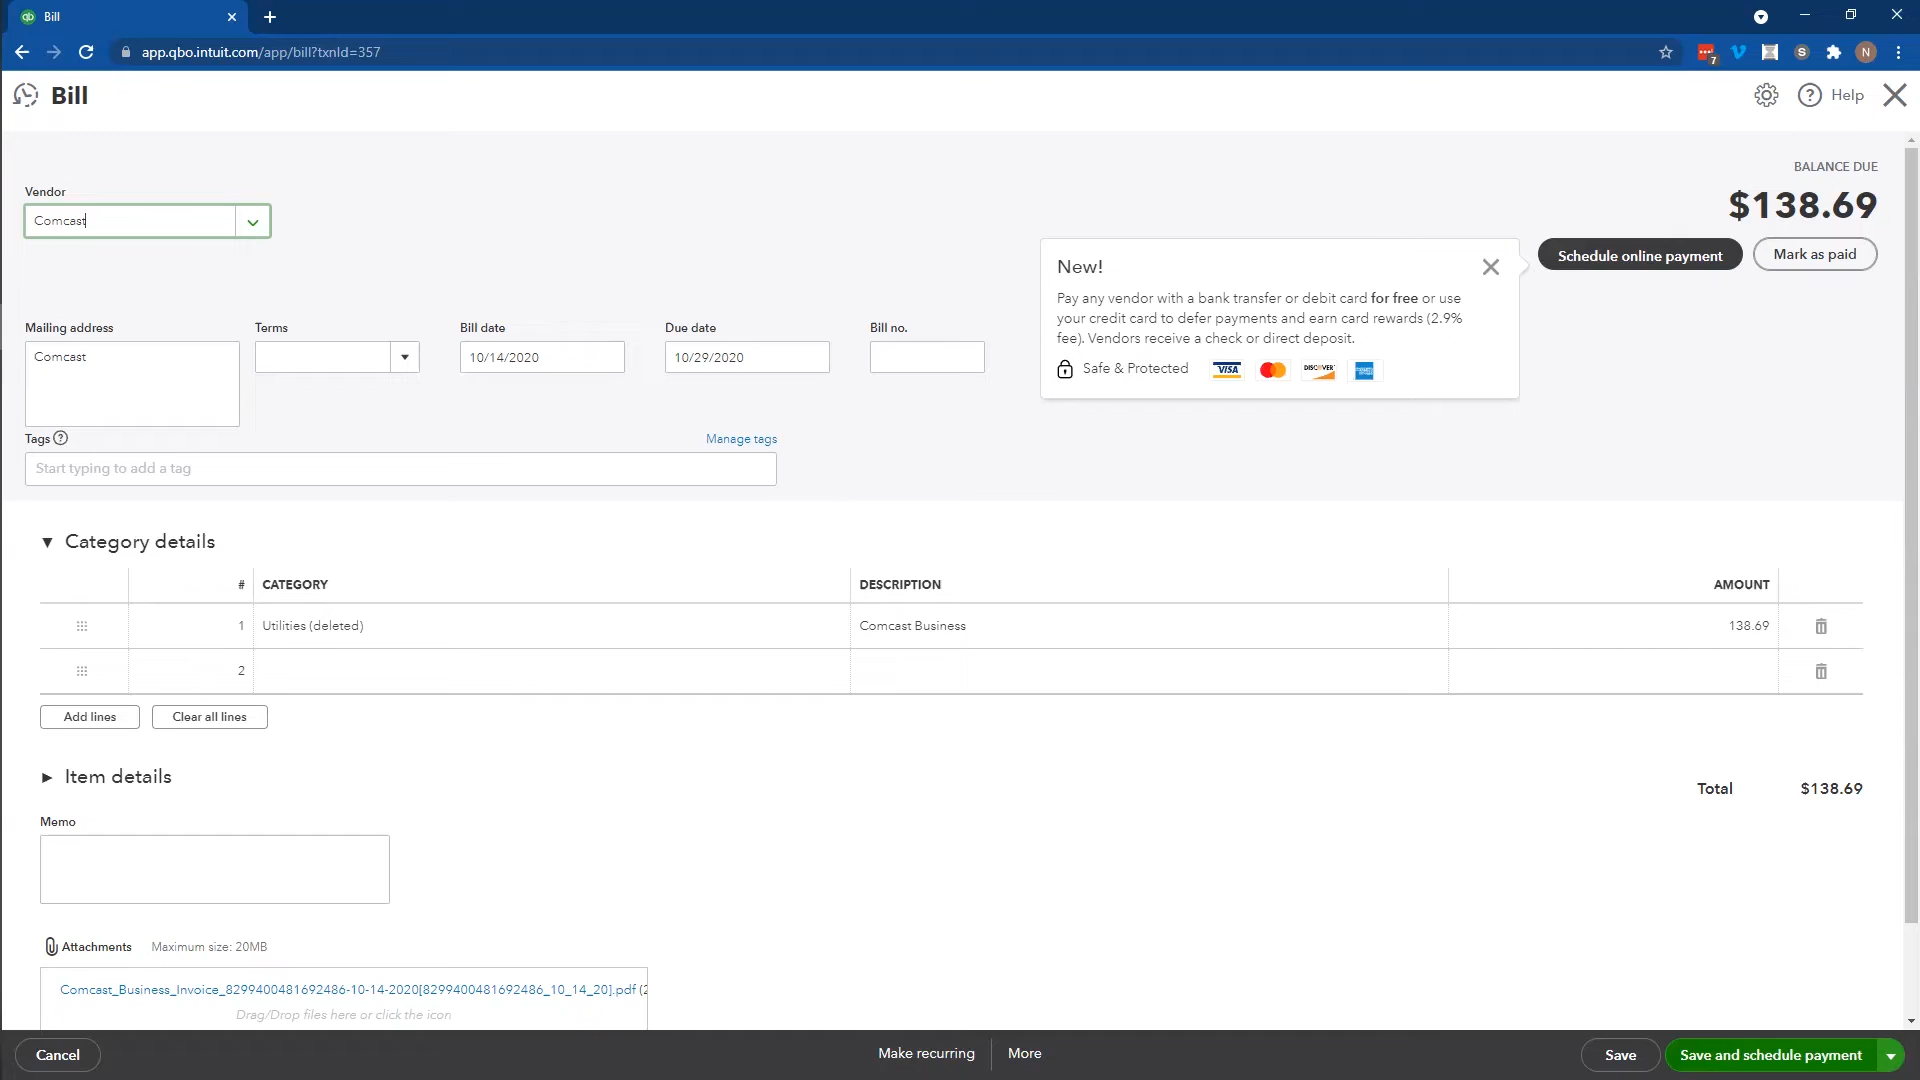 Bill
app.qbo.intuit.com/app/bill?txnId=357
7
S
N
Bill
Help
BALANCE DUE
$138.69
Vendor
Comcast
Schedule online payment
Mark as paid
New!
Pay any vendor with a bank transfer or debit card for free or use
your credit card to defer payments and earn card rewards (2.9%
fee). Vendors receive a check or direct deposit.
Safe & Protected
VISA
DISCOVER
Mailing address
Terms
Bill date
Due date
Bill no.
Comcast
10/14/2020
10/29/2020
Tags
Manage tags
Start typing to add a tag
Category details
# CATEGORY DESCRIPTION AMOUNT
1 Utilities (deleted) Comcast Business 138.69
2
Add lines
Clear all lines
Item details
Total $138.69
Memo
Attachments Maximum size: 20MB
Comcast_Business_Invoice_8299400481692486-10-14-2020[8299400481692486_10_14_20].pdf (2
Drag/Drop files here or click the icon
Cancel
Make recurring
More
Save
Save and schedule payment